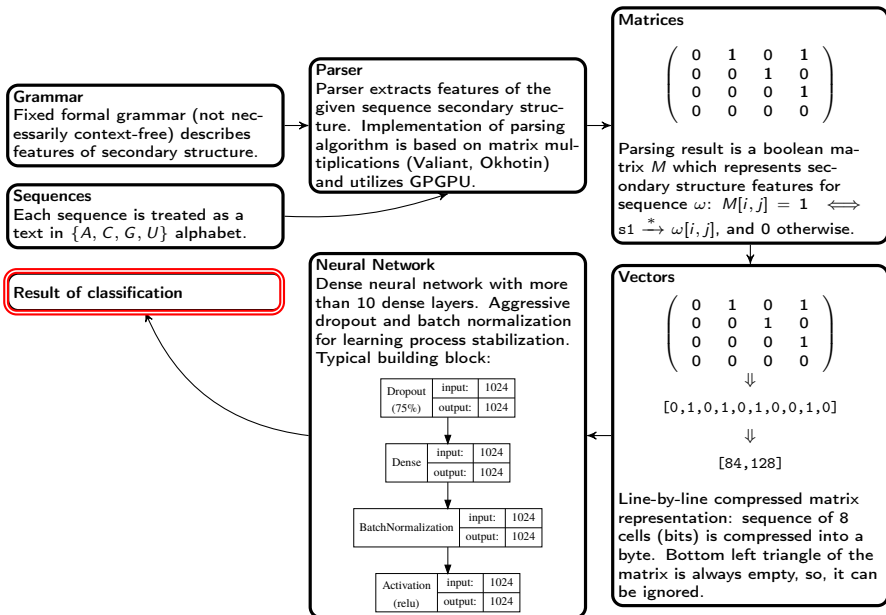 Grammar
Fixed formal grammar (not nec-
essarily context-free) describes
features of secondary structure.
Sequences
Each sequence is treated as a
text in {A, C, G, U} alphabet.
Parser
Parser extracts features of the
given sequence secondary struc-
ture. Implementation of parsing
algorithm is based on matrix mul-
tiplications (Valiant, Okhotin)
and utilizes GPGPU.
Matrices
0 1 0 1
0 0 1 0
0 0 0 1
0 0 0 0
Parsing result is a boolean ma-
trix M which represents sec-
ondary structure features for
sequence ω: M[i, j] = 1 ⟺
s1 →* ω[i, j], and 0 otherwise.
Vectors
0 1 0 1
0 0 1 0
0 0 0 1
0 0 0 0
⇓
[0,1,0,1,0,1,0,0,1,0]
⇓
[84,128]
Line-by-line compressed matrix
representation: sequence of 8
cells (bits) is compressed into a
byte. Bottom left triangle of the
matrix is always empty, so, it can
be ignored.
Neural Network
Dense neural network with more
than 10 dense layers. Aggressive
dropout and batch normalization
for learning process stabilization.
Typical building block:
Dropout
(75%)
input: 1024
output: 1024
Dense
input: 1024
output: 1024
BatchNormalization
input: 1024
output: 1024
Activation
(relu)
input: 1024
output: 1024
Result of classification